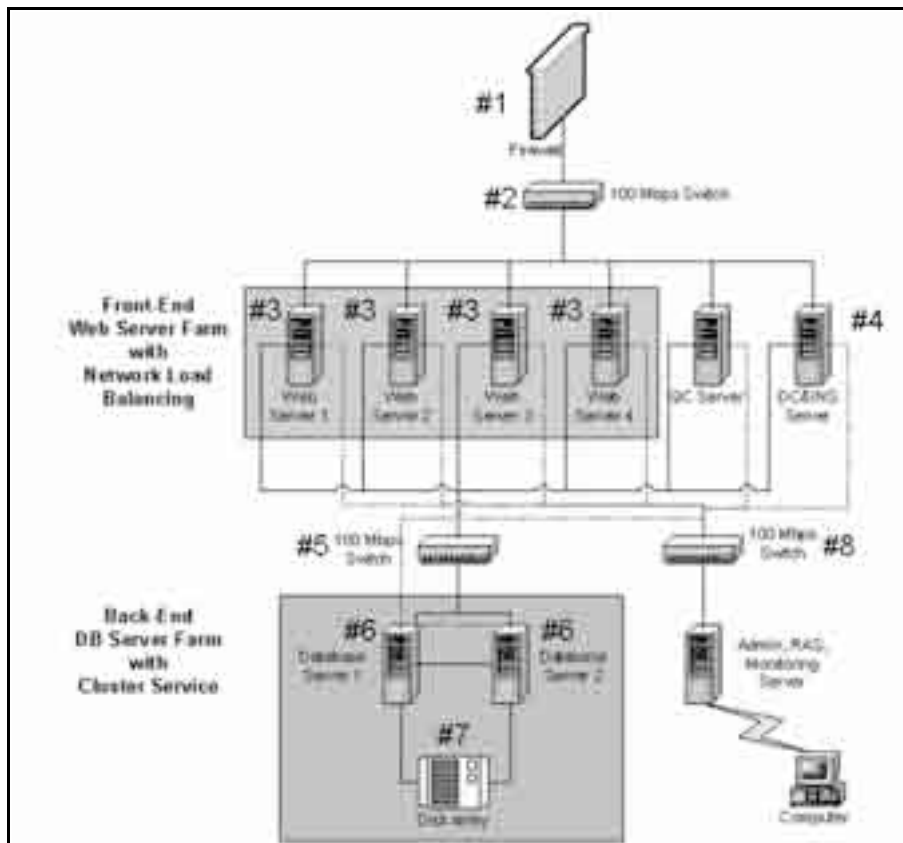 #1
Firewall
#2
100 Mbps Switch
Front-End
Web Server Farm
with
Network Load
Balancing
#3
#3
#3
#3
#4
Web
Server 1
Web
Server 2
Web
Server 3
Web
Server 4
Server
Server
#5
100 Mbps
Switch
100 Mbps
Switch
#8
Back-End
DB Server Farm
with
Cluster Service
#6
Database
Server 1
#6
Database
Server 2
#7
Disk Array
Admin, RAS,
Monitoring
Server
Computer